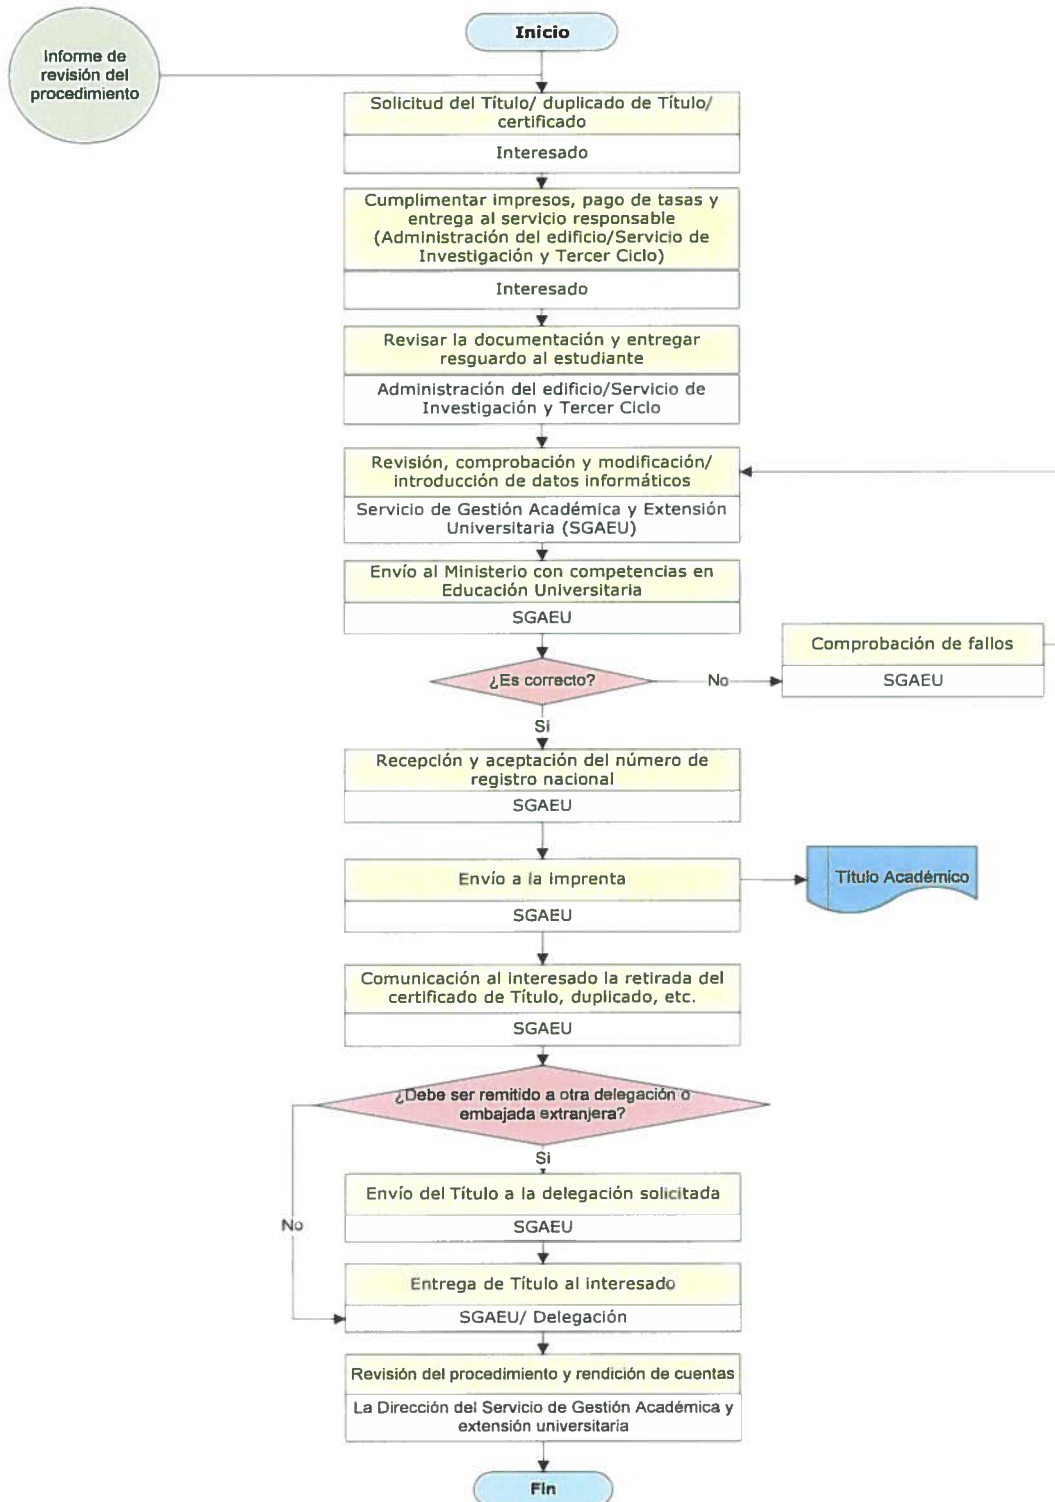 Inicio
Informe de
revisión del
procedimiento
Solicitud del Título/ duplicado de Título/
certificado
Interesado
Cumplimentar impresos, pago de tasas y
entrega al servicio responsable
(Administración del edificio/Servicio de
Investigación y Tercer Ciclo)
Interesado
Revisar la documentación y entregar
resguardo al estudiante
Administración del edificio/Servicio de
Investigación y Tercer Ciclo
Revisión, comprobación y modificación/
introducción de datos informáticos
Servicio de Gestión Académica y Extensión
Universitaria (SGAEU)
Envío al Ministerio con competencias en
Educación Universitaria
SGAEU
Comprobación de fallos
SGAEU
¿Es correcto?
No
Si
Recepción y aceptación del número de
registro nacional
SGAEU
Envío a la imprenta
SGAEU
Título Académico
Comunicación al interesado la retirada del
certificado de Título, duplicado, etc.
SGAEU
¿Debe ser remitido a otra delegación o
embajada extranjera?
Si
No
Envío del Título a la delegación solicitada
SGAEU
Entrega de Título al interesado
SGAEU/ Delegación
Revisión del procedimiento y rendición de cuentas
La Dirección del Servicio de Gestión Académica y
extensión universitaria
Fin